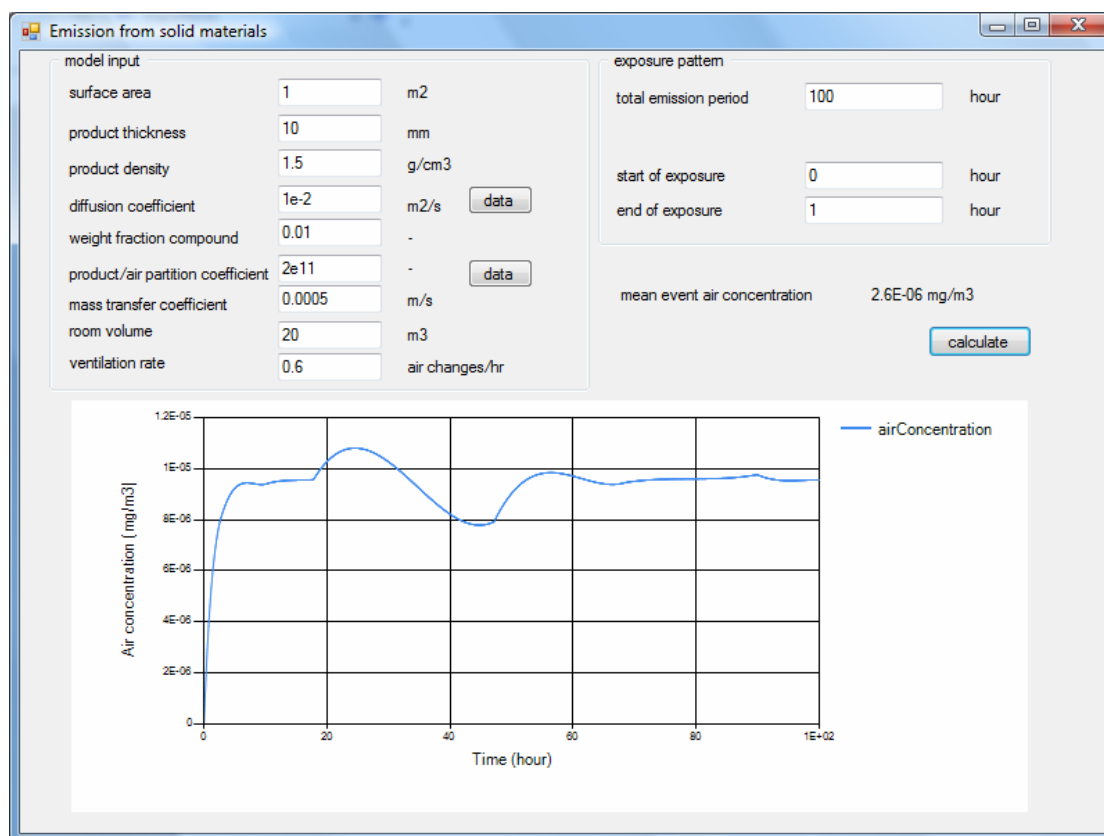 Emission from solid materials
model input
surface area 1 m2
product thickness 10 mm
product density 1.5 g/cm3
diffusion coefficient 1e-2 m2/s data
weight fraction compound 0.01 -
product/air partition coefficient 2e11 - data
mass transfer coefficient 0.0005 m/s
room volume 20 m3
ventilation rate 0.6 air changes/hr
exposure pattern
total emission period 100 hour
start of exposure 0 hour
end of exposure 1 hour
mean event air concentration 2.6E-06 mg/m3
calculate
1.2E-05
1E-05
8E-06
6E-06
4E-06
2E-06
0
Air concentration (mg/m3|
0 20 40 60 80 1E+02
Time (hour)
airConcentration